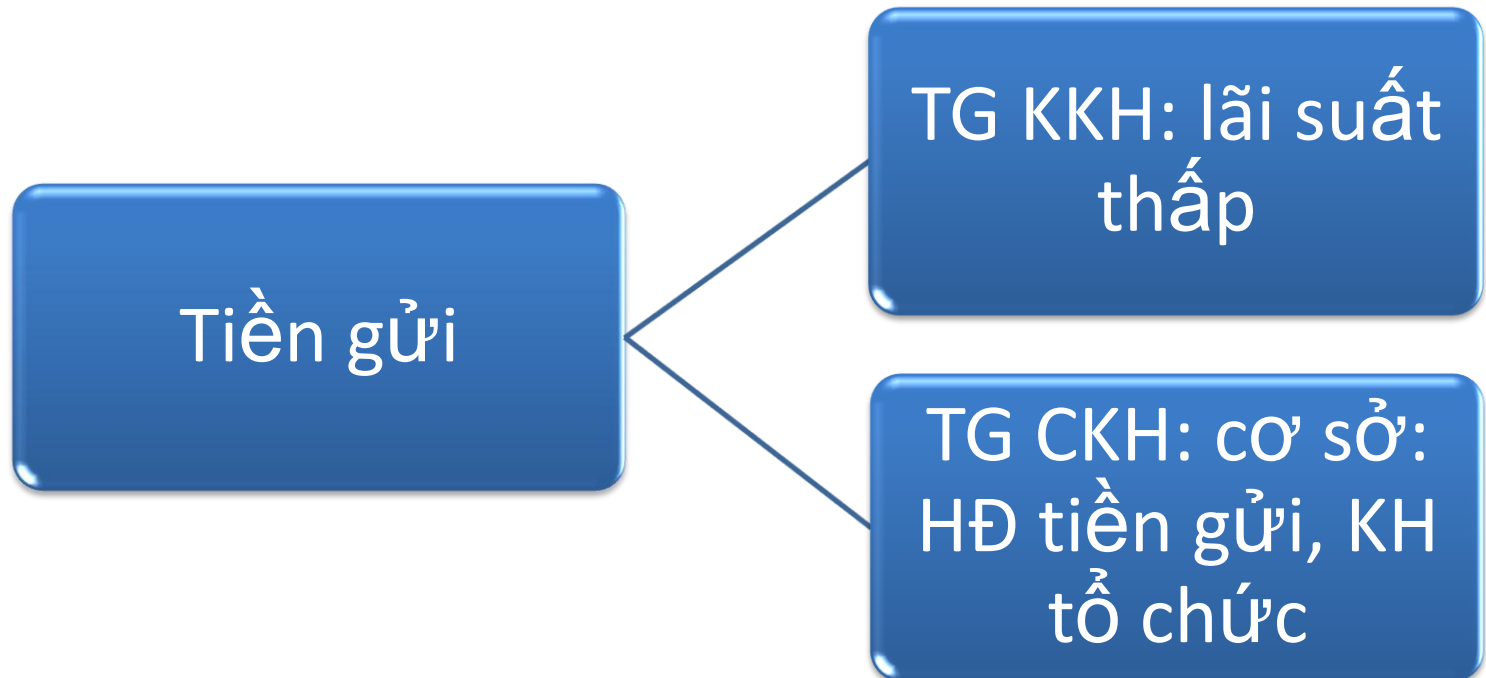 Tiền gửi
TG KKH: lãi suất
thấp
TG CKH: cơ sở:
HĐ tiền gửi, KH
tổ chức